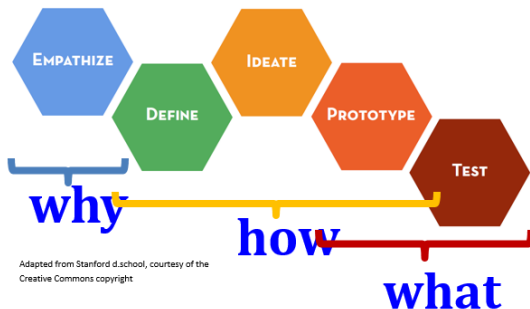 EMPATHIZE
IDEATE
DEFINE
PROTOTYPE
TEST
why
how
what
Adapted from Stanford d.school, courtesy of the
Creative Commons copyright